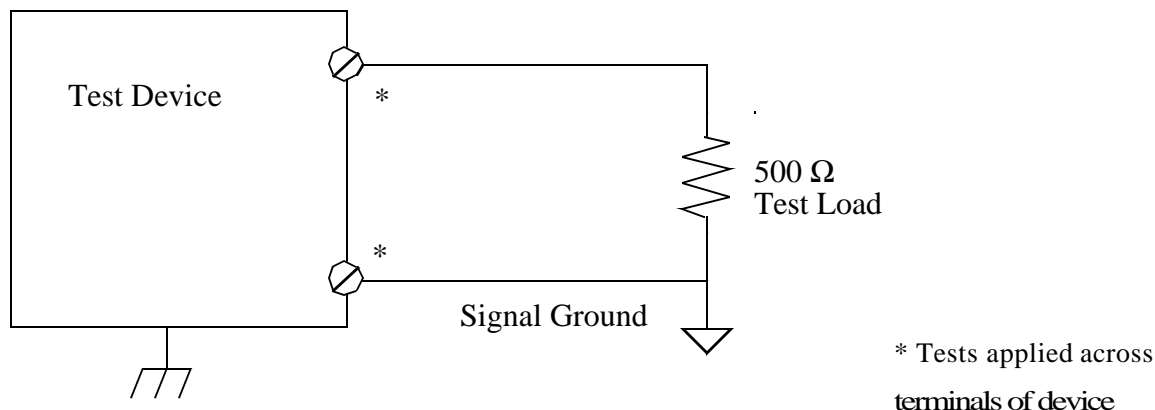 Test Device
*
500 Ω
Test Load
*
Signal Ground
* Tests applied across
terminals of device